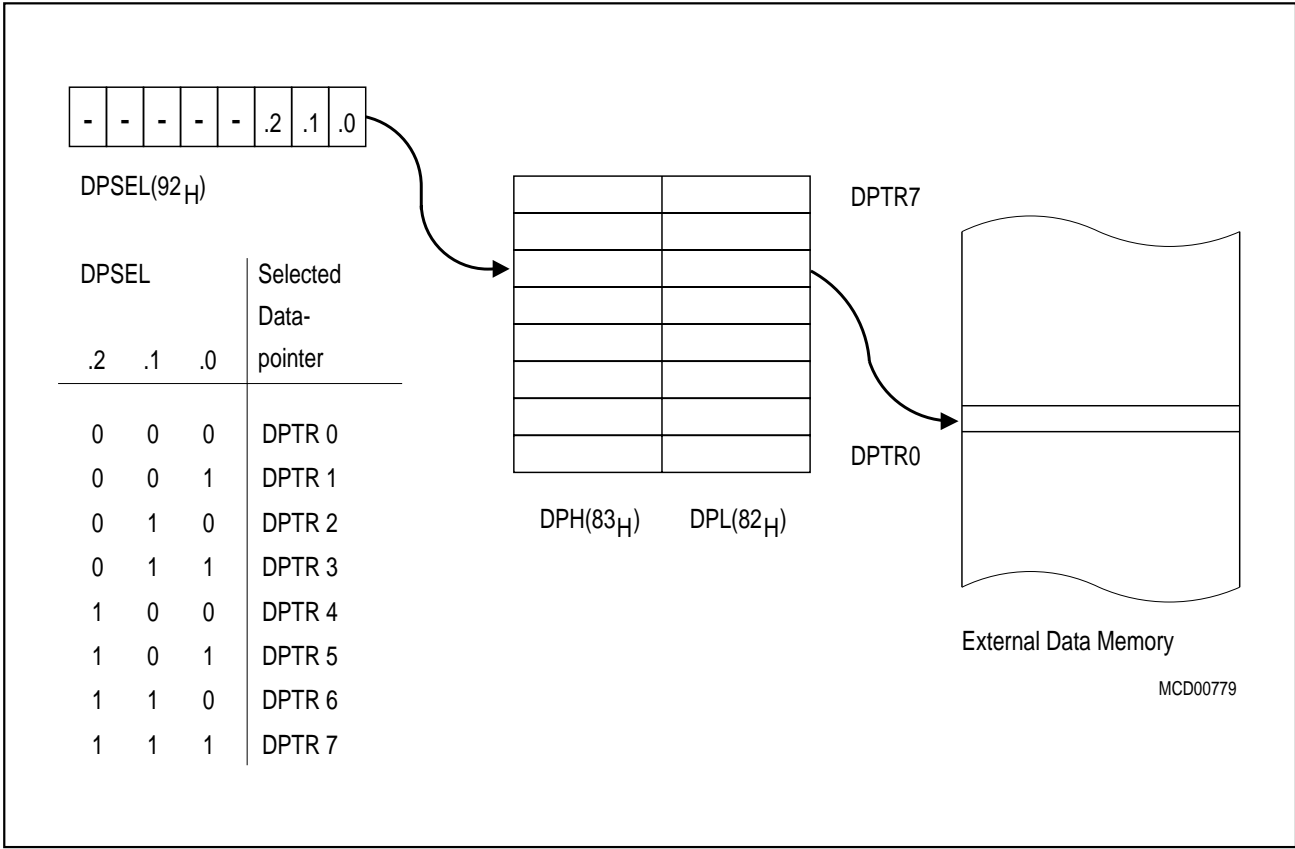 - - - - - .2 .1 .0
DPSEL(92H)
DPTR7
DPSEL Selected
Data-
.2 .1 .0 pointer
0 0 0 DPTR 0
0 0 1 DPTR 1
0 1 0 DPTR 2
0 1 1 DPTR 3
1 0 0 DPTR 4
1 0 1 DPTR 5
1 1 0 DPTR 6
1 1 1 DPTR 7
DPTR0
DPH(83H) DPL(82H)
External Data Memory
MCD00779